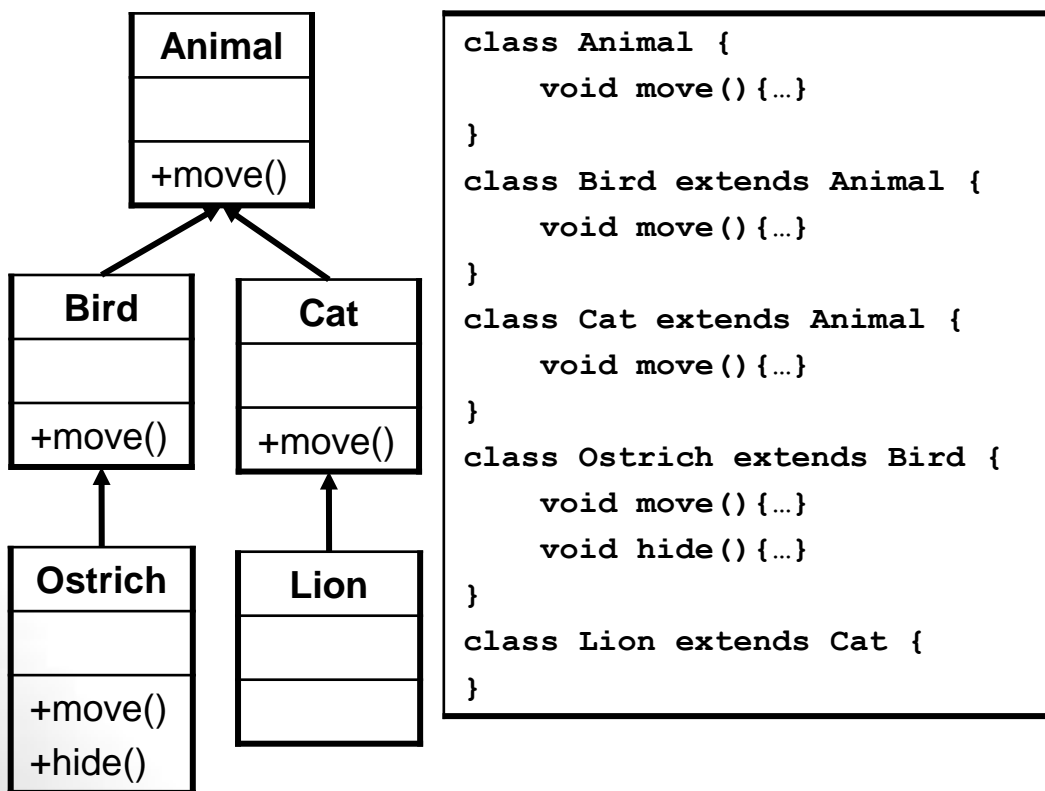 Animal
+move()
Bird
+move()
Cat
+move()
Ostrich
+move()
+hide()
Lion
class Animal {
void move(){…}
}
class Bird extends Animal {
void move(){…}
}
class Cat extends Animal {
void move(){…}
}
class Ostrich extends Bird {
void move(){…}
void hide(){…}
}
class Lion extends Cat {
}